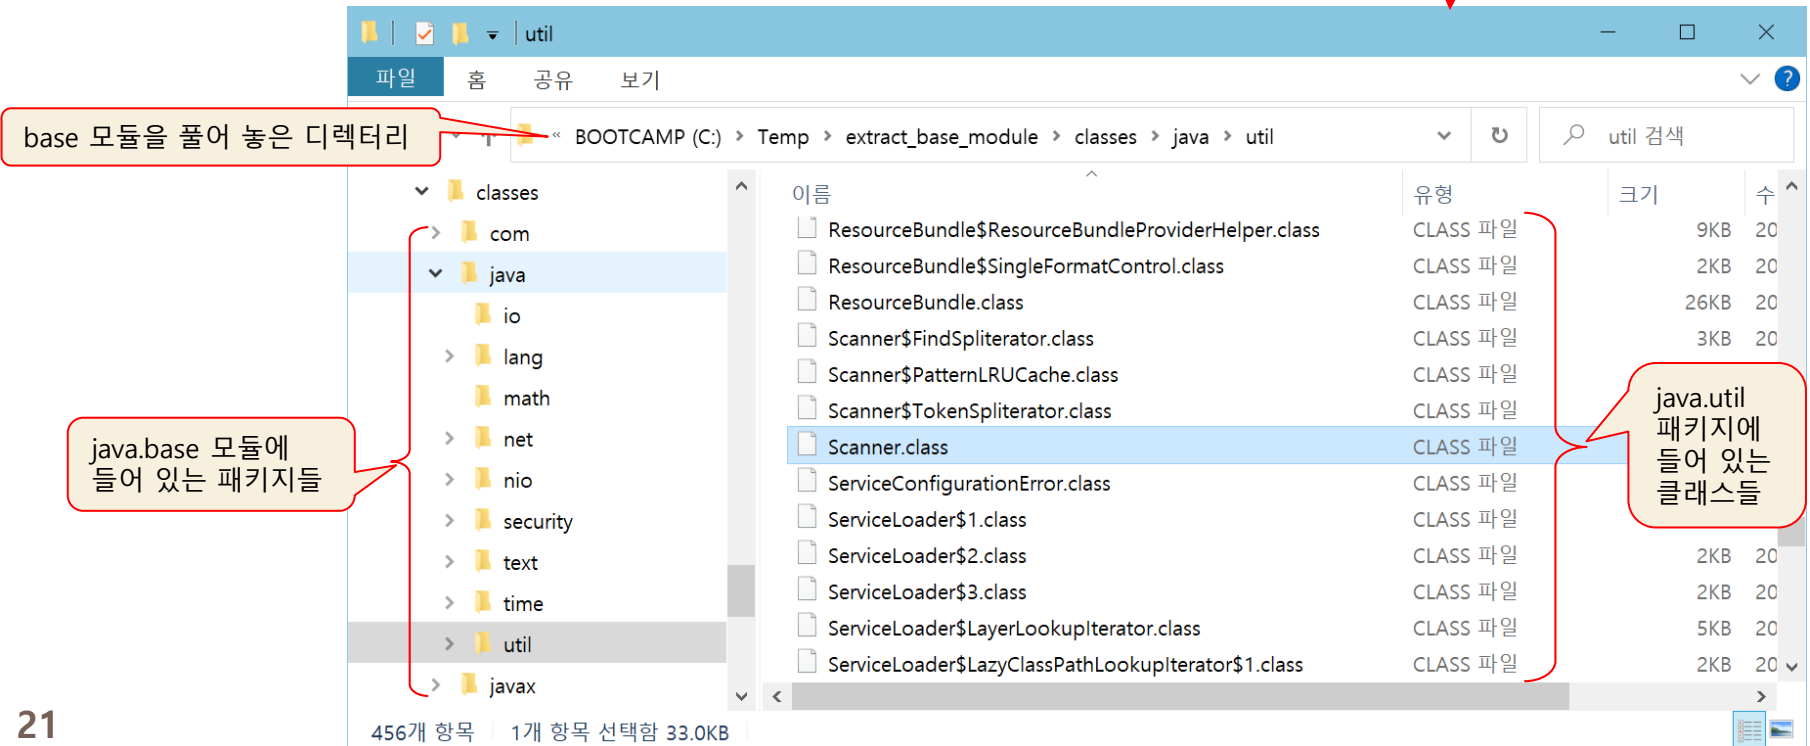 util
파일 홈 공유 보기
base 모듈을 풀어 놓은 디렉터리
« BOOTCAMP (C:) > Temp > extract_base_module > classes > java > util
util 검색
classes
com
java
io
lang
math
net
nio
security
text
time
util
javax
java.base 모듈에
들어 있는 패키지들
이름 유형 크기 수
ResourceBundle$ResourceBundleProviderHelper.class CLASS 파일 9KB 20
ResourceBundle$SingleFormatControl.class CLASS 파일 2KB 20
ResourceBundle.class CLASS 파일 26KB 20
Scanner$FindSpliterator.class CLASS 파일 3KB 20
Scanner$PatternLRUCache.class CLASS 파일
Scanner$TokenSpliterator.class CLASS 파일
Scanner.class CLASS 파일
ServiceConfigurationError.class CLASS 파일
ServiceLoader$1.class CLASS 파일
ServiceLoader$2.class CLASS 파일 2KB 20
ServiceLoader$3.class CLASS 파일 2KB 20
ServiceLoader$LayerLookupIterator.class CLASS 파일 5KB 20
ServiceLoader$LazyClassPathLookupIterator$1.class CLASS 파일 2KB 20
java.util
패키지에
들어 있는
클래스들
456개 항목 1개 항목 선택함 33.0KB
21